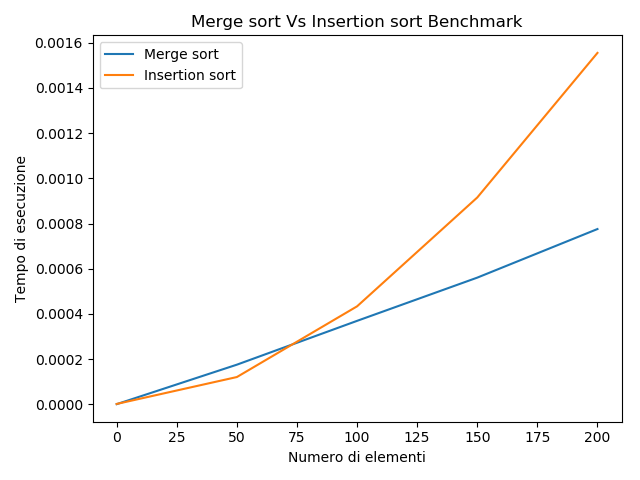 Merge sort Vs Insertion sort Benchmark
Merge sort
Insertion sort
0.0016
0.0014
0.0012
0.0010
0.0008
0.0006
0.0004
0.0002
0.0000
Tempo di esecuzione
0 25 50 75 100 125 150 175 200
Numero di elementi